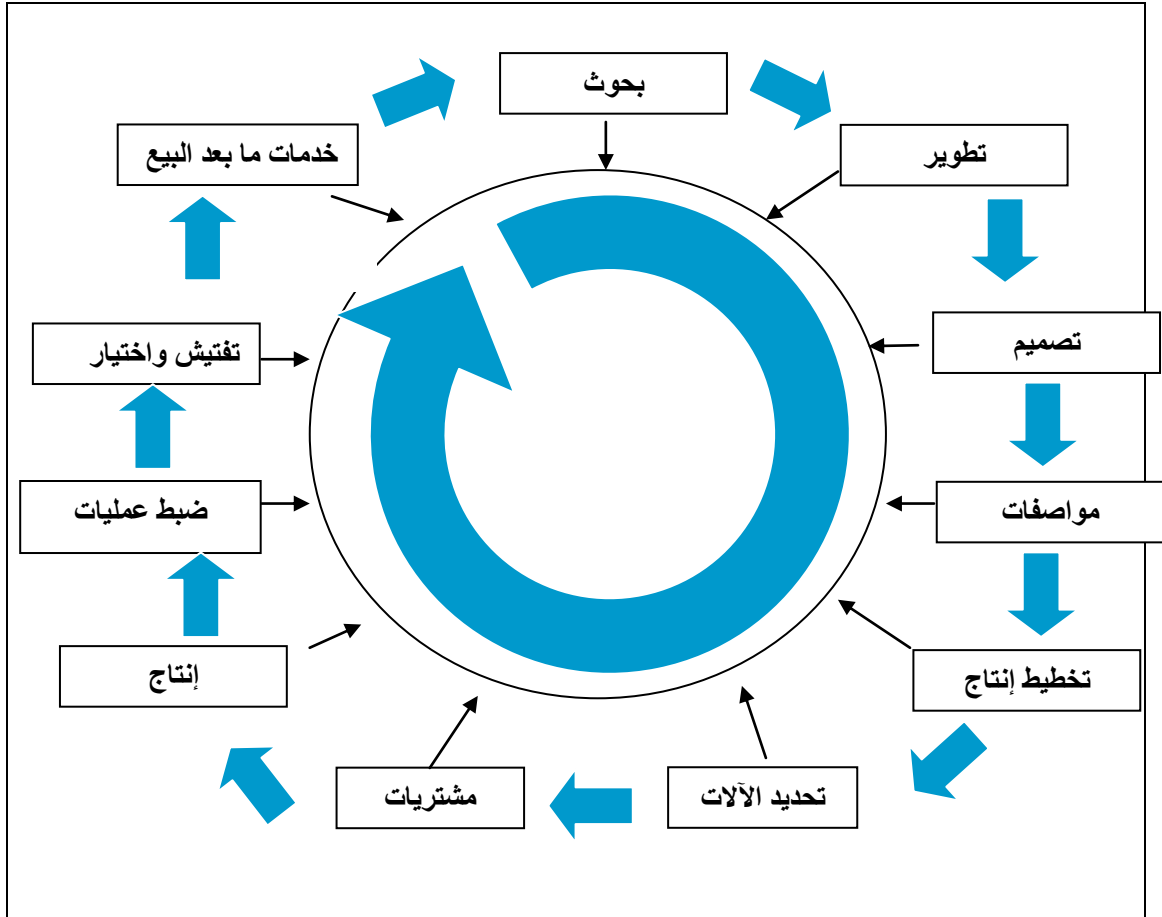 بحوث
تطوير
تصميم
مواصفات
تخطيط إنتاج
تحديد الآلات
مشتريات
إنتاج
ضبط عمليات
تفتيش واختيار
خدمات ما بعد البيع